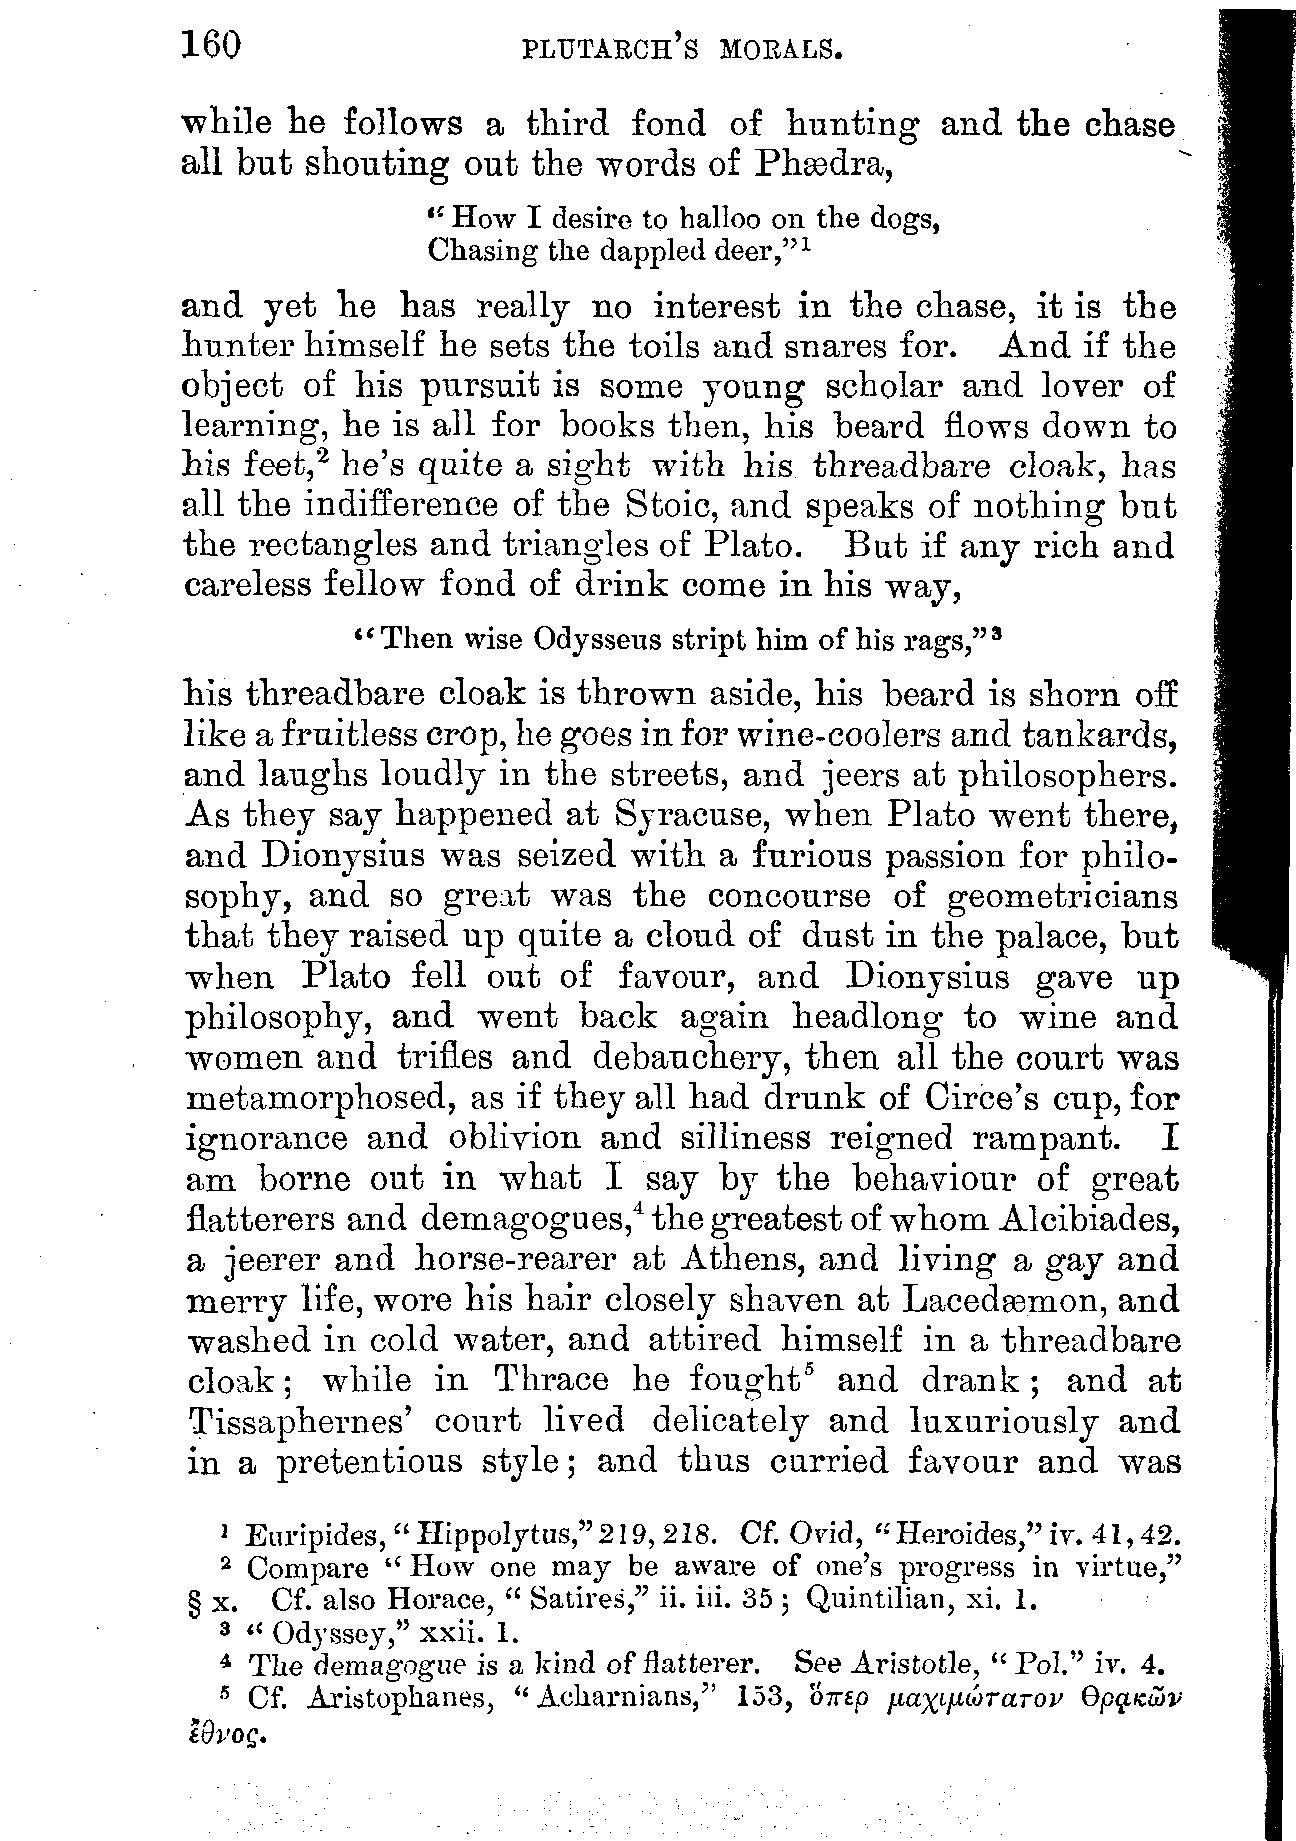 160 PLUTARCH'S MORALS.
while he follows a third fond of hunting and the chase
all but shouting out the words of Phædra,
“How I desire to halloo on the dogs,
Chasing the dappled deer,”¹
and yet he has really no interest in the chase, it is the
hunter himself he sets the toils and snares for. And if the
object of his pursuit is some young scholar and lover of
learning, he is all for books then, his beard flows down to
his feet,² he's quite a sight with his threadbare cloak, has
all the indifference of the Stoic, and speaks of nothing but
the rectangles and triangles of Plato. But if any rich and
careless fellow fond of drink come in his way,
“Then wise Odysseus stript him of his rags,”³
his threadbare cloak is thrown aside, his beard is shorn off
like a fruitless crop, he goes in for wine-coolers and tankards,
and laughs loudly in the streets, and jeers at philosophers.
As they say happened at Syracuse, when Plato went there,
and Dionysius was seized with a furious passion for philo-
sophy, and so great was the concourse of geometricians
that they raised up quite a cloud of dust in the palace, but
when Plato fell out of favour, and Dionysius gave up
philosophy, and went back again headlong to wine and
women and trifles and debauchery, then all the court was
metamorphosed, as if they all had drunk of Circe's cup, for
ignorance and oblivion and silliness reigned rampant. I
am borne out in what I say by the behaviour of great
flatterers and demagogues,⁴ the greatest of whom Alcibiades,
a jeerer and horse-rearer at Athens, and living a gay and
merry life, wore his hair closely shaven at Lacedæmon, and
washed in cold water, and attired himself in a threadbare
cloak; while in Thrace he fought⁵ and drank; and at
Tissaphernes' court lived delicately and luxuriously and
in a pretentious style; and thus curried favour and was
¹ Euripides, “Hippolytus,” 219, 218. Cf. Ovid, “Heroides,” iv. 41, 42.
² Compare “How one may be aware of one's progress in virtue,”
§ x. Cf. also Horace, “Satires,” ii. iii. 35; Quintilian, xi. 1.
³ “Odyssey,” xxii. 1.
⁴ The demagogue is a kind of flatterer. See Aristotle, “Pol.” iv. 4.
⁵ Cf. Aristophanes, “Acharnians,” 153, ὅπερ μαχιμώτατον Θρᾳκῶν
ἔθνος.